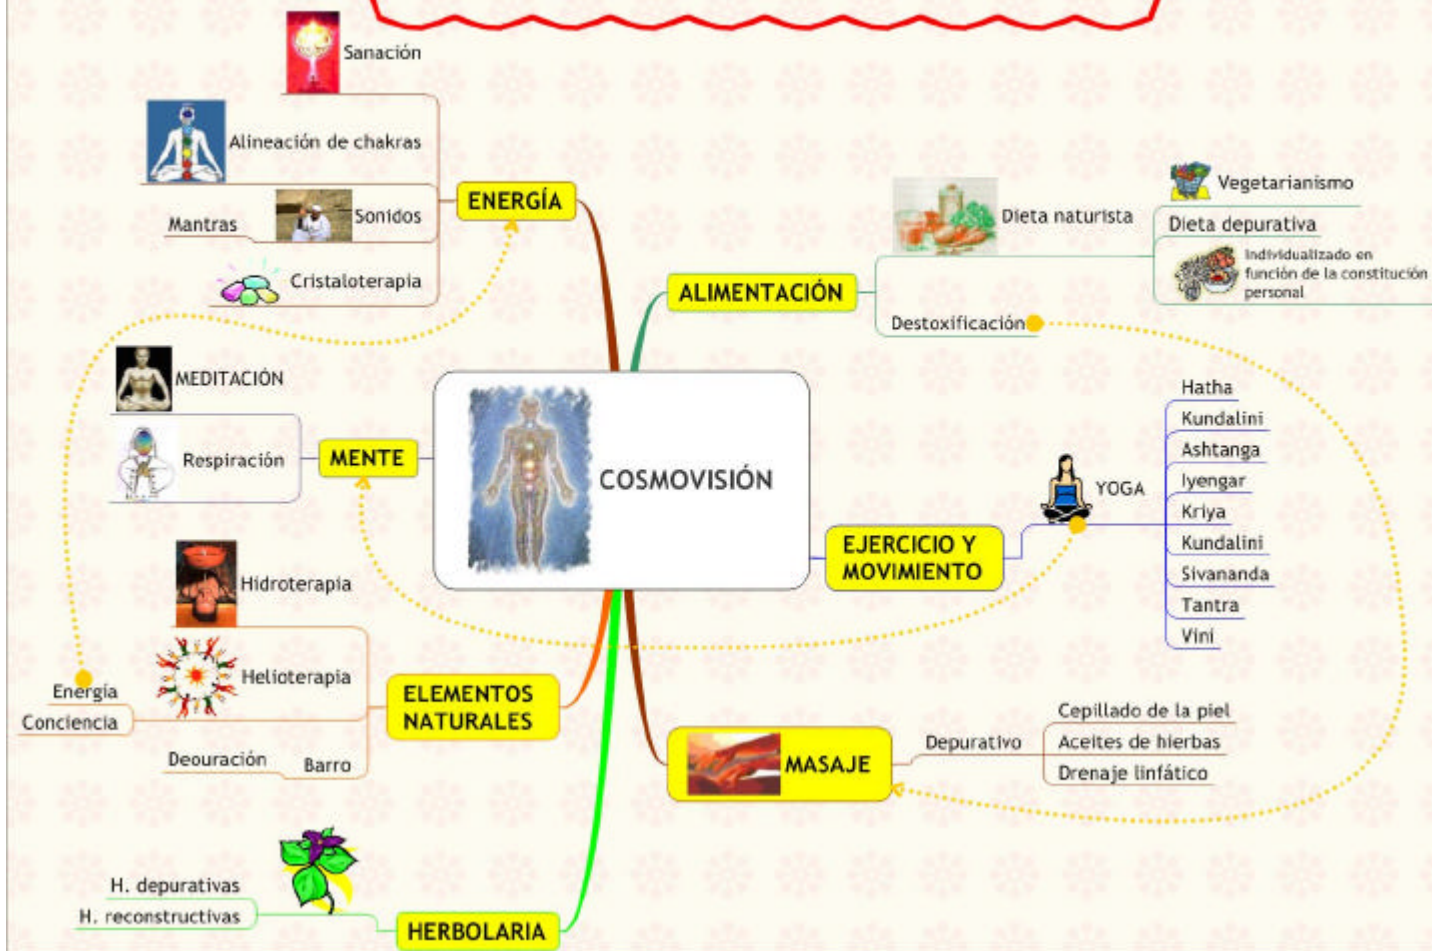 Sanación
Alineación de chakras
Mantras
Sonidos
Cristaloterapia
ENERGÍA
MEDITACIÓN
Respiración
MENTE
COSMOVISIÓN
Hidroterapia
Helioterapia
Energía
Conciencia
Deouración
Barro
ELEMENTOS
NATURALES
H. depurativas
H. reconstructivas
HERBOLARIA
ALIMENTACIÓN
Dieta naturista
Vegetarianismo
Dieta depurativa
Individualizado en
función de la constitución
personal
Destoxificación
EJERCICIO Y
MOVIMIENTO
YOGA
Hatha
Kundalini
Ashtanga
Iyengar
Kriya
Kundalini
Sivananda
Tantra
Vini
MASAJE
Depurativo
Cepillado de la piel
Aceites de hierbas
Drenaje linfático